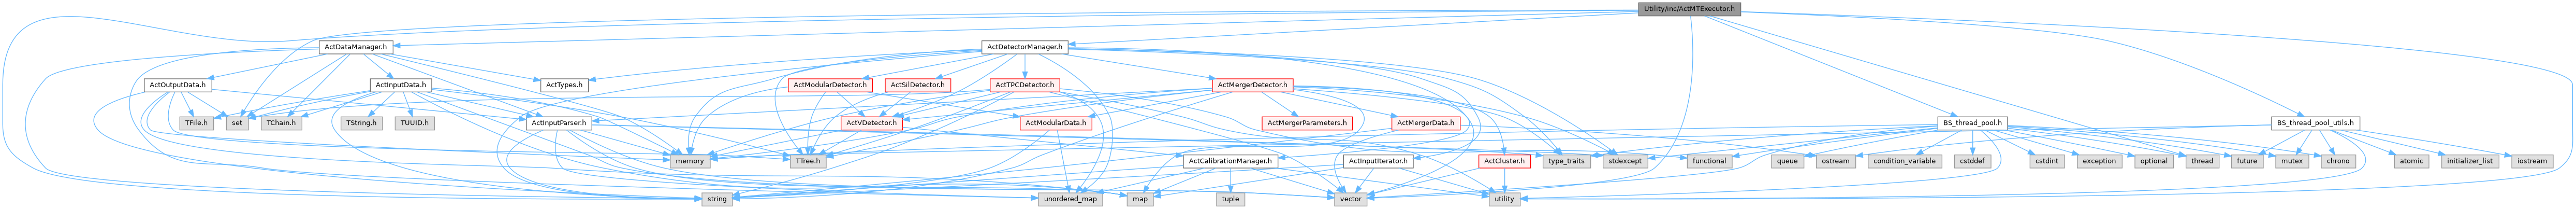 Utility/inc/ActMTExecutor.h
ActDataManager.h
ActDetectorManager.h
ActOutputData.h
ActInputData.h
ActTypes.h
ActModularDetector.h
ActSilDetector.h
ActTPCDetector.h
ActMergerDetector.h
TFile.h
set
TChain.h
TString.h
TUUID.h
ActInputParser.h
ActVDetector.h
ActModularData.h
ActMergerParameters.h
ActMergerData.h
BS_thread_pool.h
BS_thread_pool_utils.h
memory
TTree.h
ActCalibrationManager.h
ActInputIterator.h
ActCluster.h
type_traits
stdexcept
functional
queue
ostream
condition_variable
cstddef
cstdint
exception
optional
thread
future
mutex
chrono
atomic
initializer_list
iostream
string
unordered_map
map
tuple
vector
utility